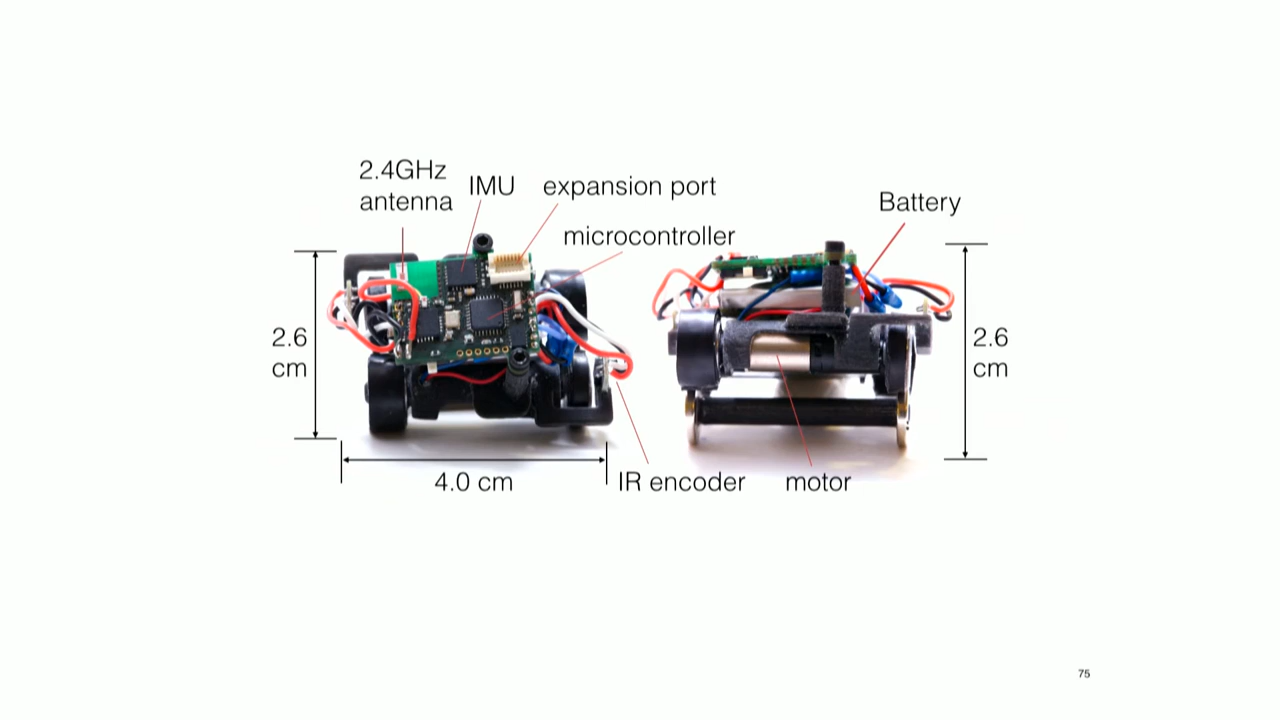 2.4GHz
antenna
IMU
expansion port
microcontroller
Battery
2.6
cm
2.6
cm
4.0 cm
IR encoder
motor
75